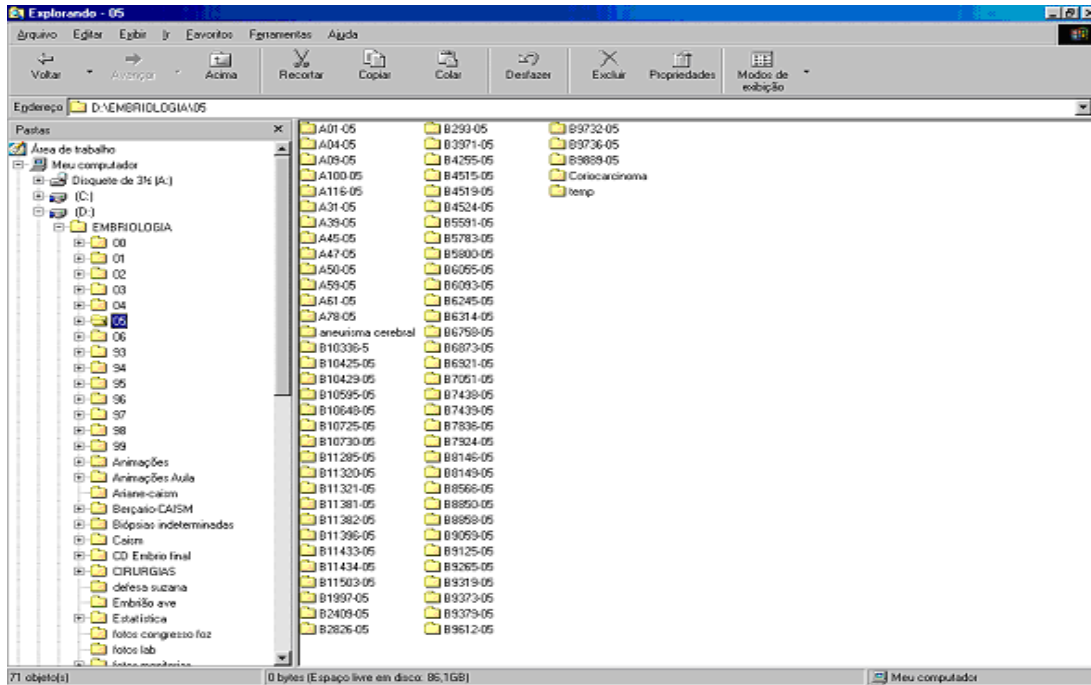 Explorando - 05
Arquivo Editar Exibir Ir Favoritos Ferramentas Ajuda
Voltar Avançar Acima Recortar Copiar Colar Desfazer Excluir Propriedades Modos de exibição
Endereço D:\EMBRIOLOGIA\05
Pastas
Área de trabalho
Meu computador
Disquete de 3½ (A:)
(C:)
(D:)
EMBRIOLOGIA
00
01
02
03
04
05
06
93
94
95
96
97
98
99
Animações
Animações Aula
Ariane-caism
Berçario-CAISM
Biópsias indeterminadas
Caism
CD Embrio final
CIRURGIAS
defesa suzana
Embrião ave
Estatística
fotos congresso foz
fotos lab
fotos monitorias
A01-05
A04-05
A09-05
A100-05
A116-05
A31-05
A39-05
A45-05
A47-05
A50-05
A59-05
A61-05
A78-05
aneurisma cerebral
B10336-5
B10425-05
B10429-05
B10595-05
B10648-05
B10725-05
B10730-05
B11285-05
B11320-05
B11321-05
B11381-05
B11382-05
B11396-05
B11433-05
B11434-05
B11503-05
B1997-05
B2409-05
B2826-05
B293-05
B3971-05
B4255-05
B4515-05
B4519-05
B4524-05
B5591-05
B5783-05
B5800-05
B6055-05
B6093-05
B6245-05
B6314-05
B6758-05
B6873-05
B6921-05
B7051-05
B7438-05
B7439-05
B7836-05
B7924-05
B8146-05
B8149-05
B8566-05
B8850-05
B8858-05
B9059-05
B9125-05
B9265-05
B9319-05
B9373-05
B9379-05
B9612-05
B9732-05
B9736-05
B9889-05
Coriocarcinoma
temp
71 objeto(s) 0 bytes (Espaço livre em disco: 86,1GB) Meu computador